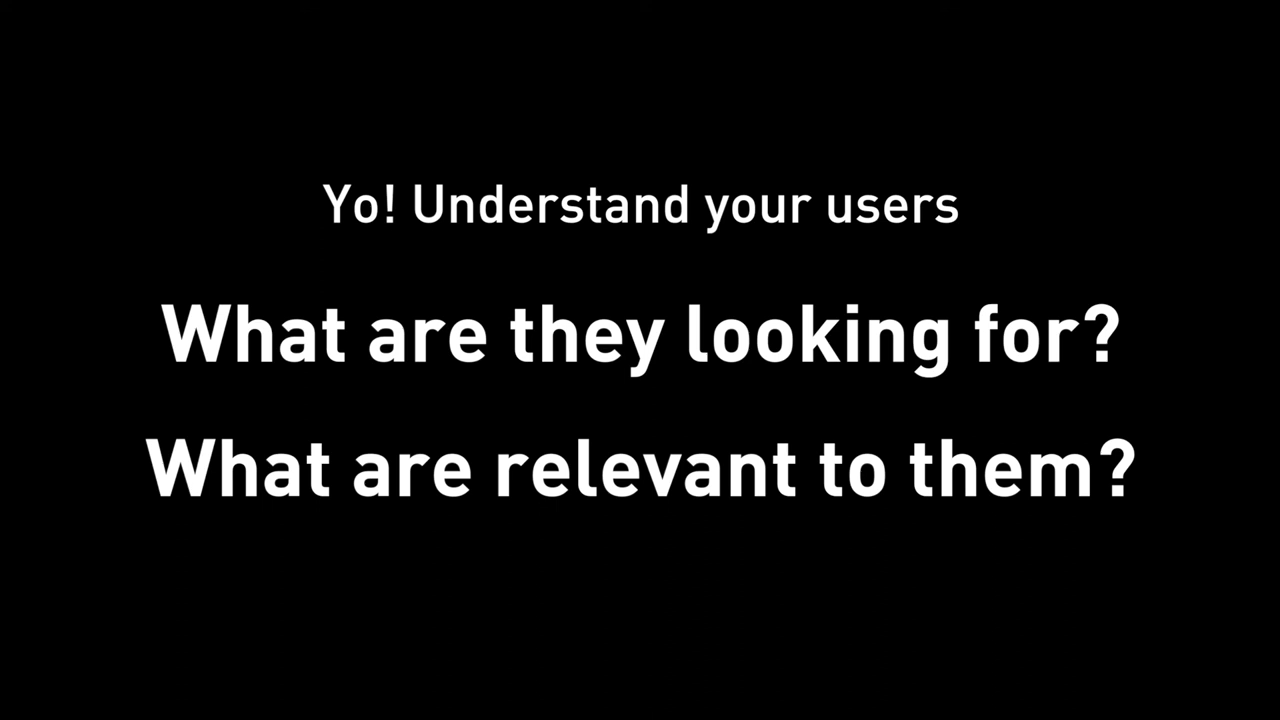 Yo! Understand your users
What are they looking for?
What are relevant to them?